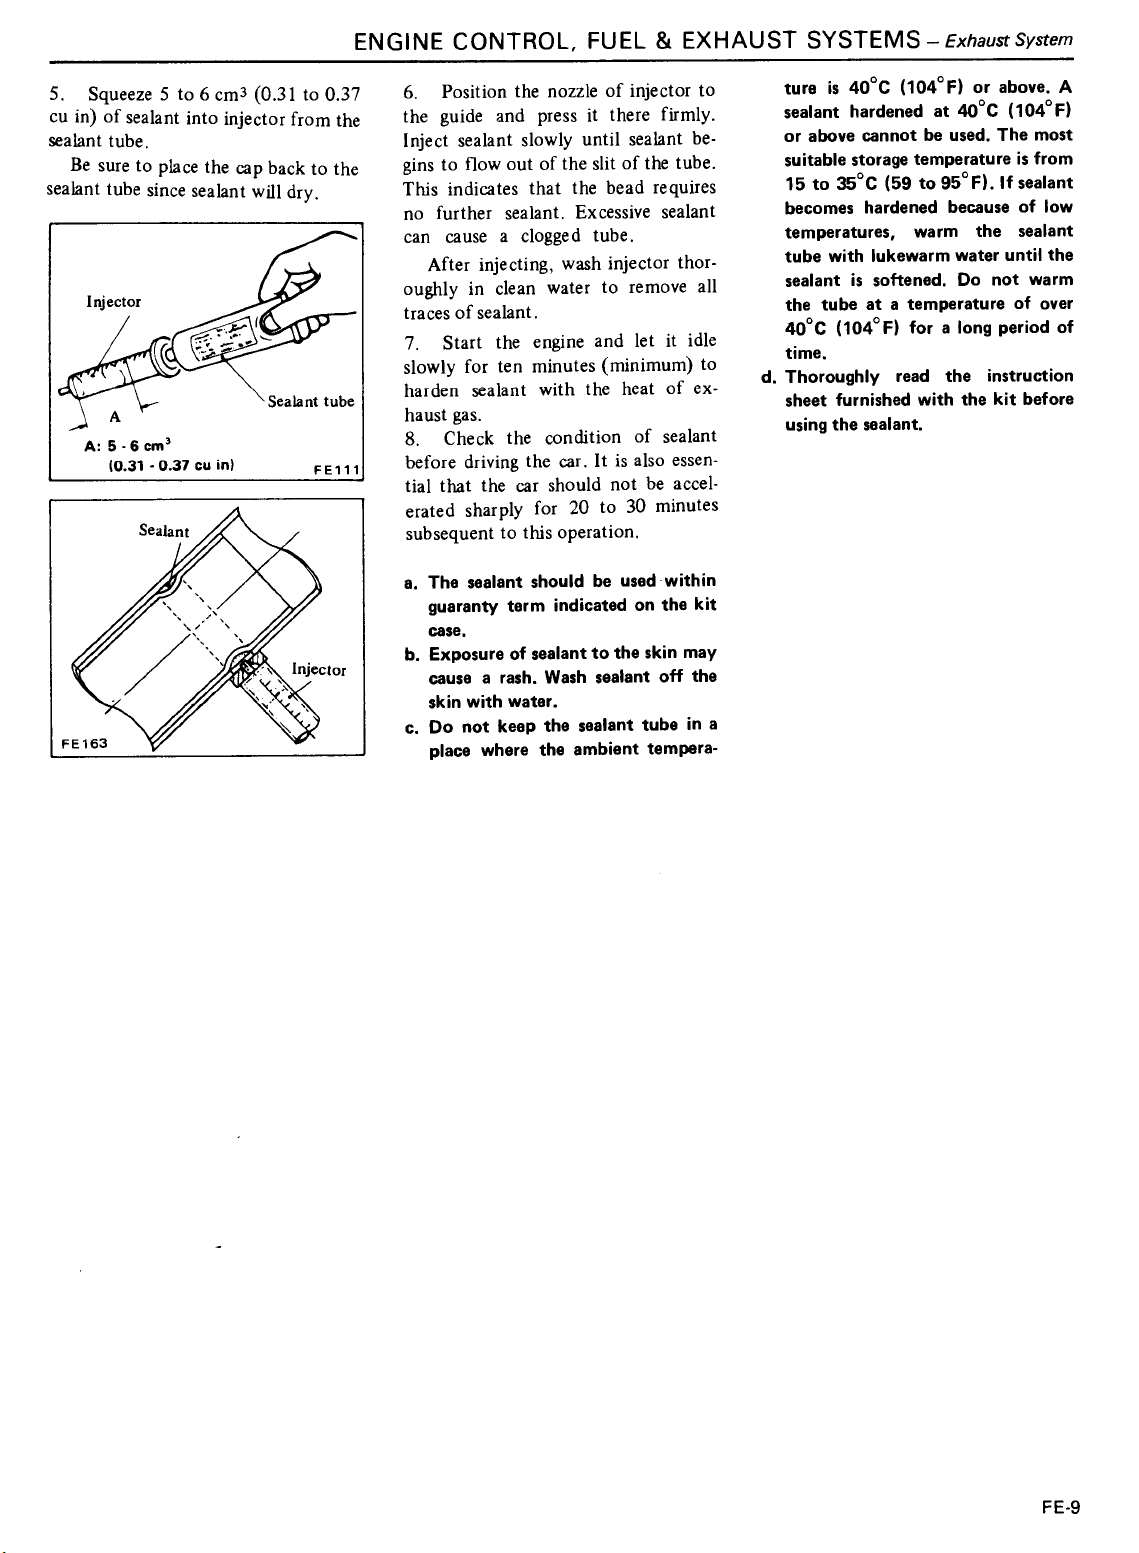 ENGINE CONTROL, FUEL & EXHAUST SYSTEMS – Exhaust System
5. Squeeze 5 to 6 cm³ (0.31 to 0.37
cu in) of sealant into injector from the
sealant tube.
Be sure to place the cap back to the
sealant tube since sealant will dry.
Injector
Sealant tube
A
A: 5 - 6 cm³
(0.31 - 0.37 cu in)
FE111
Sealant
Injector
FE163
6. Position the nozzle of injector to
the guide and press it there firmly.
Inject sealant slowly until sealant be-
gins to flow out of the slit of the tube.
This indicates that the bead requires
no further sealant. Excessive sealant
can cause a clogged tube.
After injecting, wash injector thor-
oughly in clean water to remove all
traces of sealant.
7. Start the engine and let it idle
slowly for ten minutes (minimum) to
harden sealant with the heat of ex-
haust gas.
8. Check the condition of sealant
before driving the car. It is also essen-
tial that the car should not be accel-
erated sharply for 20 to 30 minutes
subsequent to this operation.
a. The sealant should be used within
guaranty term indicated on the kit
case.
b. Exposure of sealant to the skin may
cause a rash. Wash sealant off the
skin with water.
c. Do not keep the sealant tube in a
place where the ambient tempera-
ture is 40°C (104°F) or above. A
sealant hardened at 40°C (104°F)
or above cannot be used. The most
suitable storage temperature is from
15 to 35°C (59 to 95°F). If sealant
becomes hardened because of low
temperatures, warm the sealant
tube with lukewarm water until the
sealant is softened. Do not warm
the tube at a temperature of over
40°C (104°F) for a long period of
time.
d. Thoroughly read the instruction
sheet furnished with the kit before
using the sealant.
FE-9